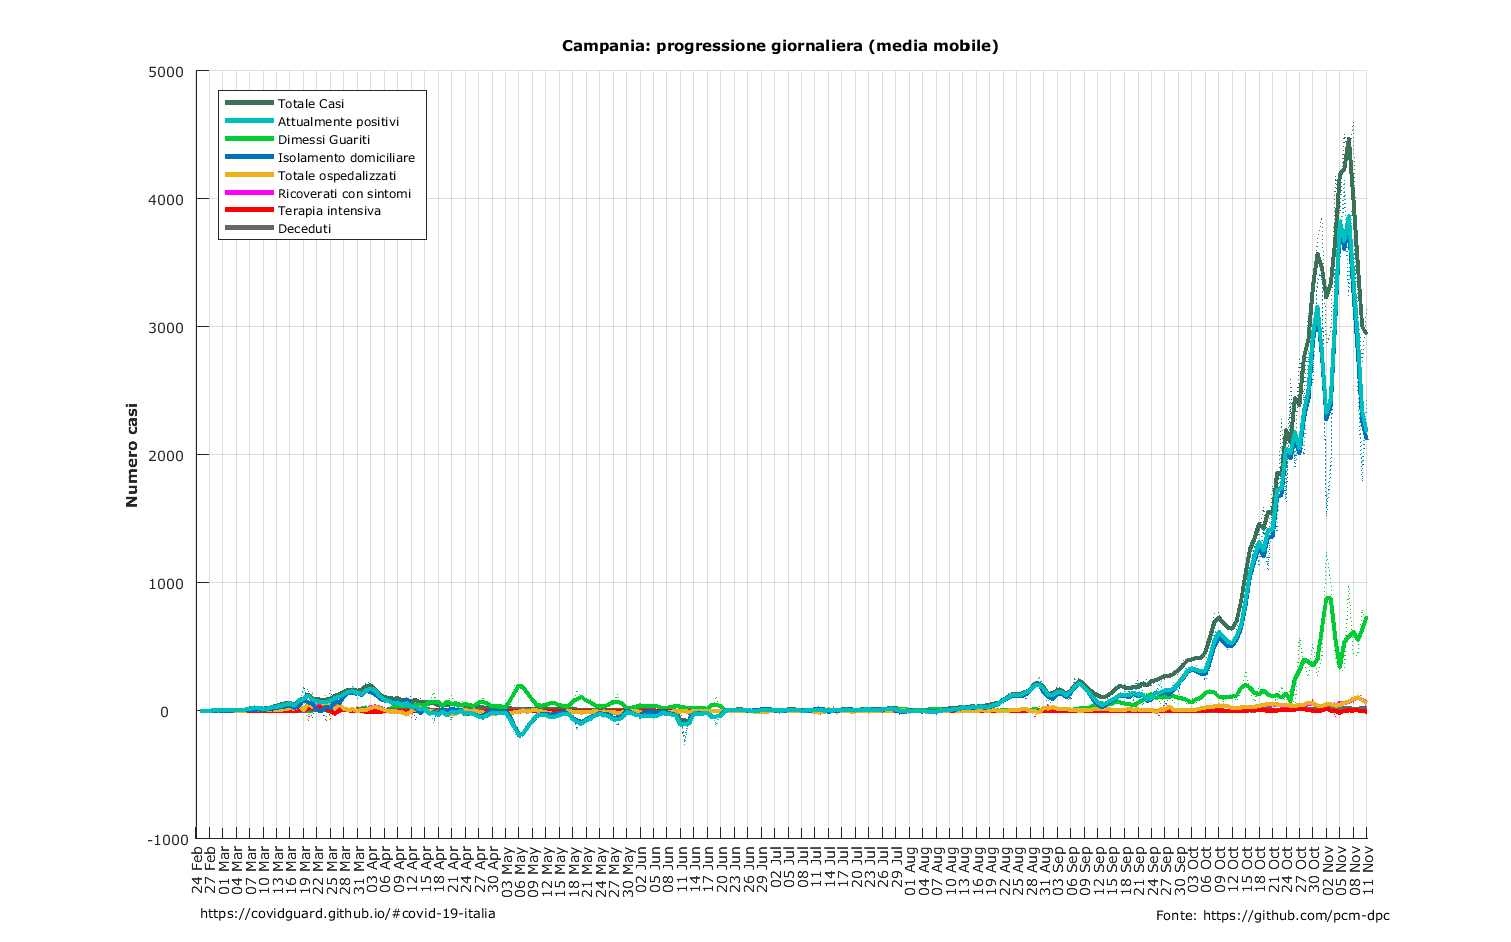 Campania: progressione giornaliera (media mobile)
5000
4000
3000
2000
1000
0
-1000
Numero casi
Totale Casi
Attualmente positivi
Dimessi Guariti
Isolamento domiciliare
Totale ospedalizzati
Ricoverati con sintomi
Terapia intensiva
Deceduti
24 Feb
27 Feb
01 Mar
04 Mar
07 Mar
10 Mar
13 Mar
16 Mar
19 Mar
22 Mar
25 Mar
28 Mar
31 Mar
03 Apr
06 Apr
09 Apr
12 Apr
15 Apr
18 Apr
21 Apr
24 Apr
27 Apr
30 Apr
03 May
06 May
09 May
12 May
15 May
18 May
21 May
24 May
27 May
30 May
02 Jun
05 Jun
08 Jun
11 Jun
14 Jun
17 Jun
20 Jun
23 Jun
26 Jun
29 Jun
02 Jul
05 Jul
08 Jul
11 Jul
14 Jul
17 Jul
20 Jul
23 Jul
26 Jul
29 Jul
01 Aug
04 Aug
07 Aug
10 Aug
13 Aug
16 Aug
19 Aug
22 Aug
25 Aug
28 Aug
31 Aug
03 Sep
06 Sep
09 Sep
12 Sep
15 Sep
18 Sep
21 Sep
24 Sep
27 Sep
30 Sep
03 Oct
06 Oct
09 Oct
12 Oct
15 Oct
18 Oct
21 Oct
24 Oct
27 Oct
30 Oct
02 Nov
05 Nov
08 Nov
11 Nov
https://covidguard.github.io/#covid-19-italia
Fonte: https://github.com/pcm-dpc